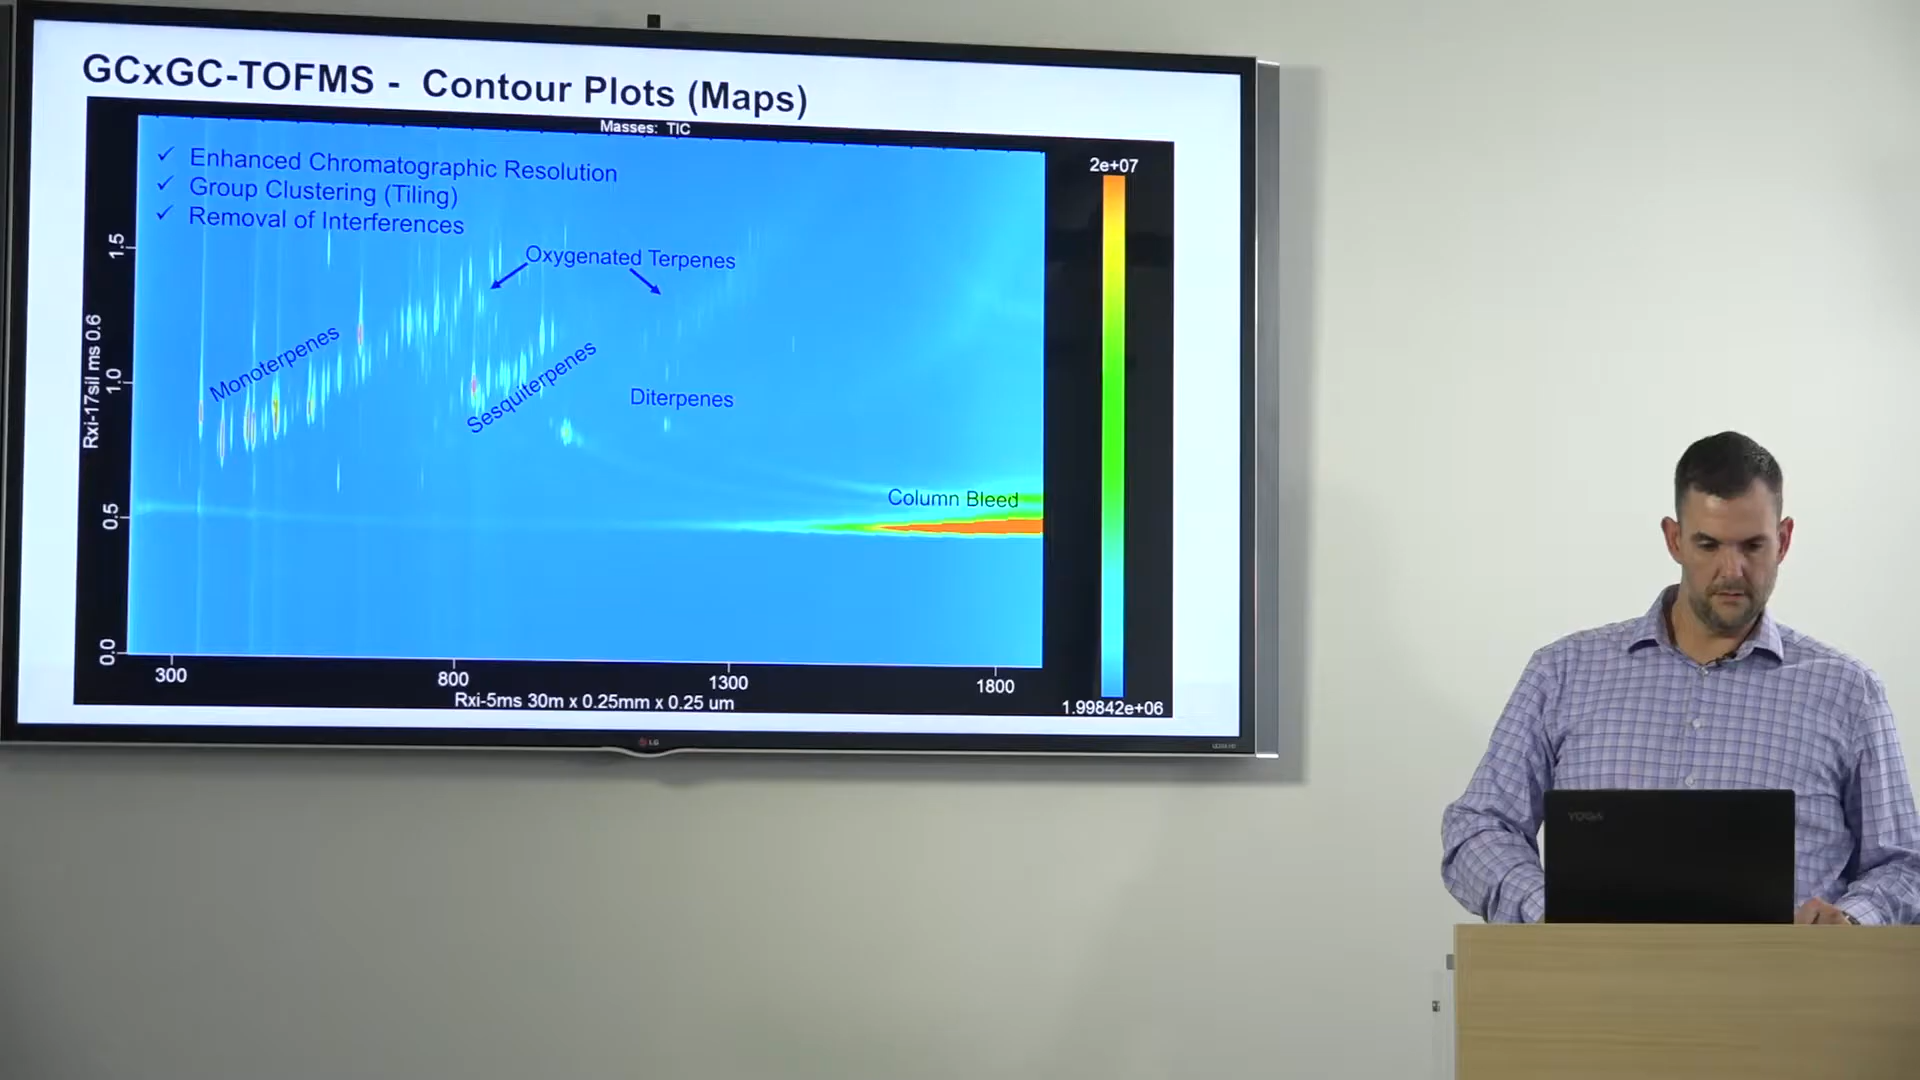 GCxGC-TOFMS - Contour Plots (Maps)
Masses: TIC
✓ Enhanced Chromatographic Resolution
✓ Group Clustering (Tiling)
✓ Removal of Interferences
2e+07
Oxygenated Terpenes
Monoterpenes
Sesquiterpenes
Diterpenes
Column Bleed
1.5
1.0
0.5
0.0
Rxi-17sil ms 0.6
300 800 1300 1800
Rxi-5ms 30m x 0.25mm x 0.25 um
1.99842e+06
LG
YOGA